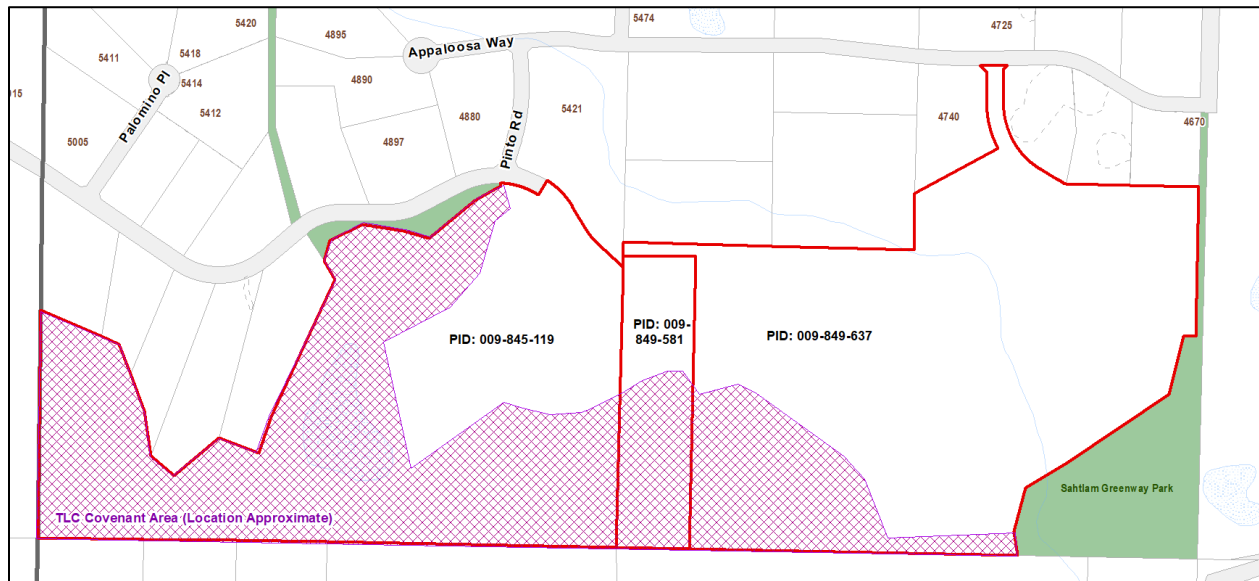 5420
4895
5474
4725
5411
5418
Appaloosa Way
5414
4890
015
5412
4880
5421
4740
4670
Palomino Pl
5005
4897
Pinto Rd
PID: 009-845-119
PID: 009-
849-581
PID: 009-849-637
Sahtlam Greenway Park
TLC Covenant Area (Location Approximate)